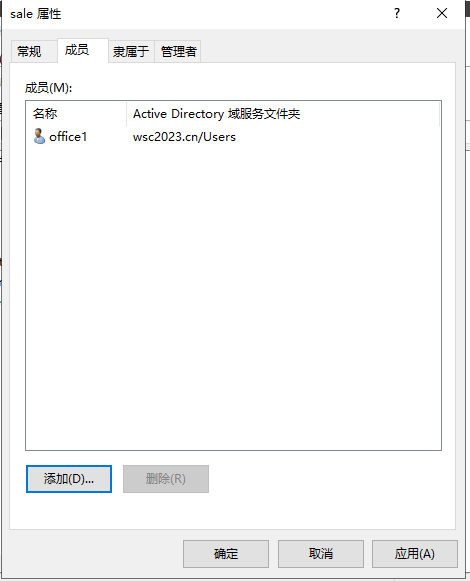 sale 属性
?
常规 成员 隶属于 管理者
成员(M):
名称 Active Directory 域服务文件夹
office1 wsc2023.cn/Users
添加(D)... 删除(R)
确定 取消 应用(A)